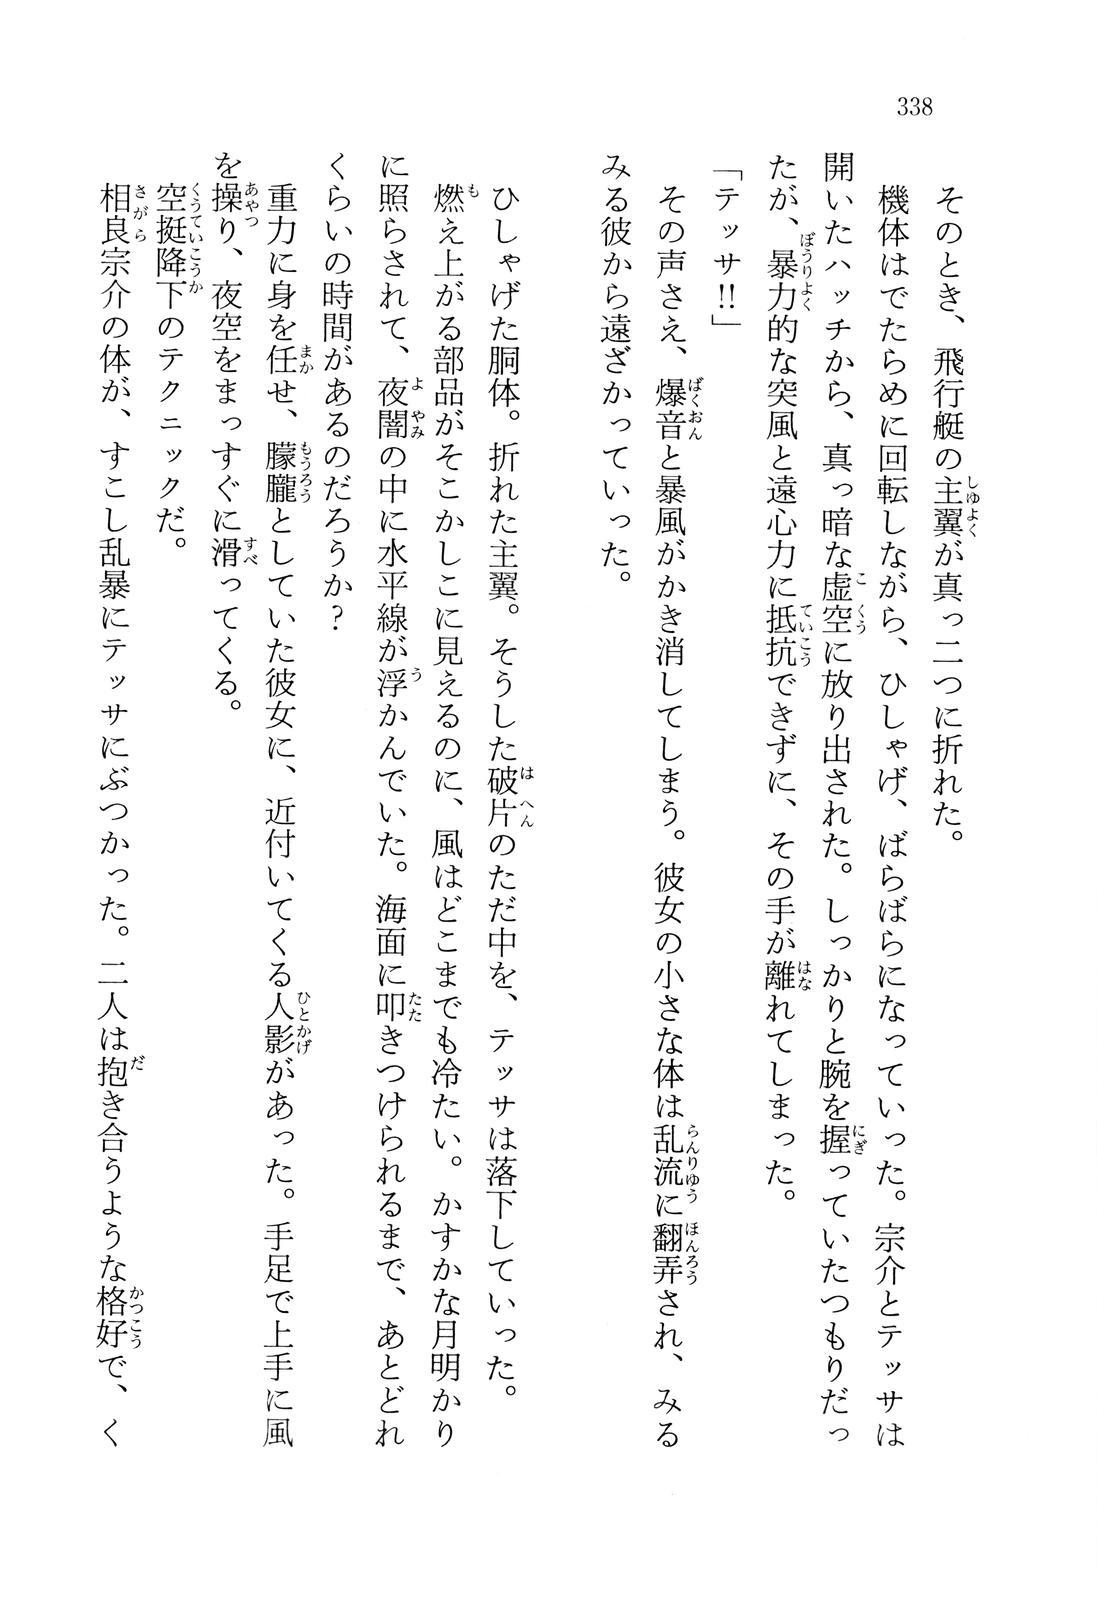 338
そのとき、飛行艇の主翼が真っ二つに折れた。
機体はでたらめに回転しながら、ひしゃげ、ばらばらになっていった。宗介とテッサは
開いたハッチから、真っ暗な虚空に放り出された。しっかりと腕を握っていたつもりだっ
たが、暴力的な突風と遠心力に抵抗できずに、その手が離れてしまった。
「テッサ!!」
その声さえ、爆音と暴風がかき消してしまう。彼女の小さな体は乱流に翻弄され、みる
みる彼から遠ざかっていった。
ひしゃげた胴体。折れた主翼。そうした破片のただ中を、テッサは落下していった。
燃え上がる部品がそこかしこに見えるのに、風はどこまでも冷たい。かすかな月明かり
に照らされて、夜闇の中に水平線が浮かんでいた。海面に叩きつけられるまで、あとどれ
くらいの時間があるのだろうか?
重力に身を任せ、朦朧としていた彼女に、近付いてくる人影があった。手足で上手に風
を操り、夜空をまっすぐに滑ってくる。
空挺降下のテクニックだ。
相良宗介の体が、すこし乱暴にテッサにぶつかった。二人は抱き合うような格好で、く